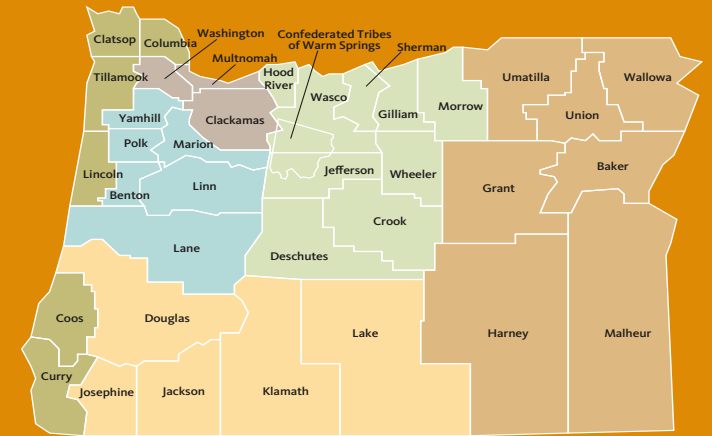 Clatsop
Columbia
Washington
Multnomah
Confederated Tribes
of Warm Springs
Sherman
Tillamook
Hood
River
Wasco
Umatilla
Wallowa
Gilliam
Morrow
Union
Yamhill
Clackamas
Polk
Marion
Baker
Lincoln
Jefferson
Wheeler
Grant
Benton
Linn
Crook
Lane
Deschutes
Coos
Douglas
Lake
Harney
Malheur
Curry
Josephine
Jackson
Klamath